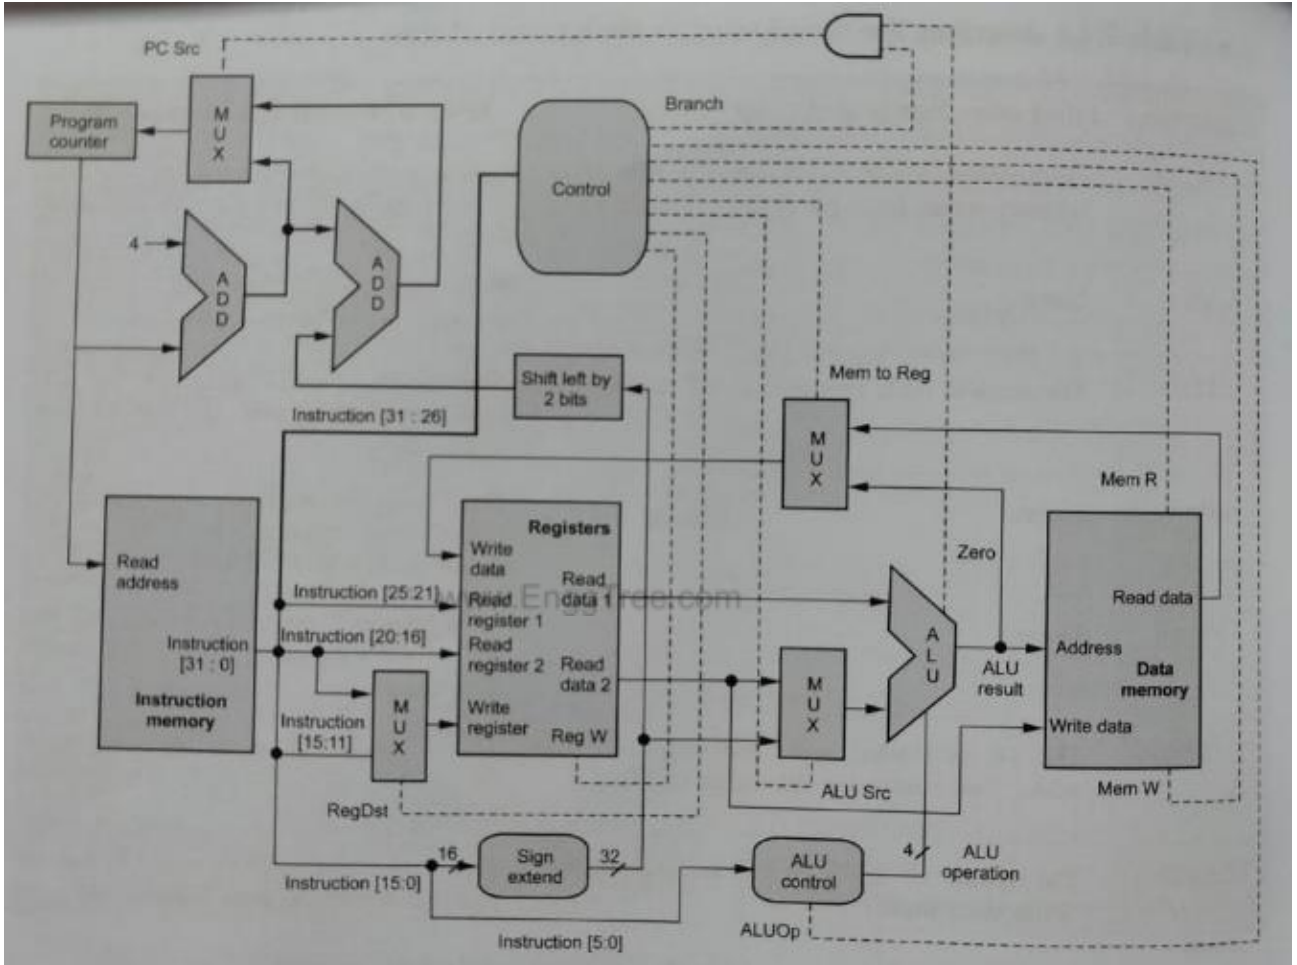 PC Src
Program
counter
M
U
X
Branch
Control
4
A
D
D
A
D
D
Shift left by
2 bits
Instruction [31 : 26]
Mem to Reg
M
U
X
Mem R
Registers
Write
data
Zero
Read
address
Instruction [25:21]
Read
data 1
www.EnggTree.com
Read
register 1
Read data
Instruction [20:16]
Read
register 2
Instruction
[31 : 0]
Read
data 2
A
L
U
ALU
result
Address
Data
memory
Instruction
memory
Instruction
[15:11]
M
U
X
Write
register
Reg W
M
U
X
Write data
RegDst
ALU Src
Mem W
16
Sign
extend
32
ALU
control
4
ALU
operation
Instruction [15:0]
ALUOp
Instruction [5:0]